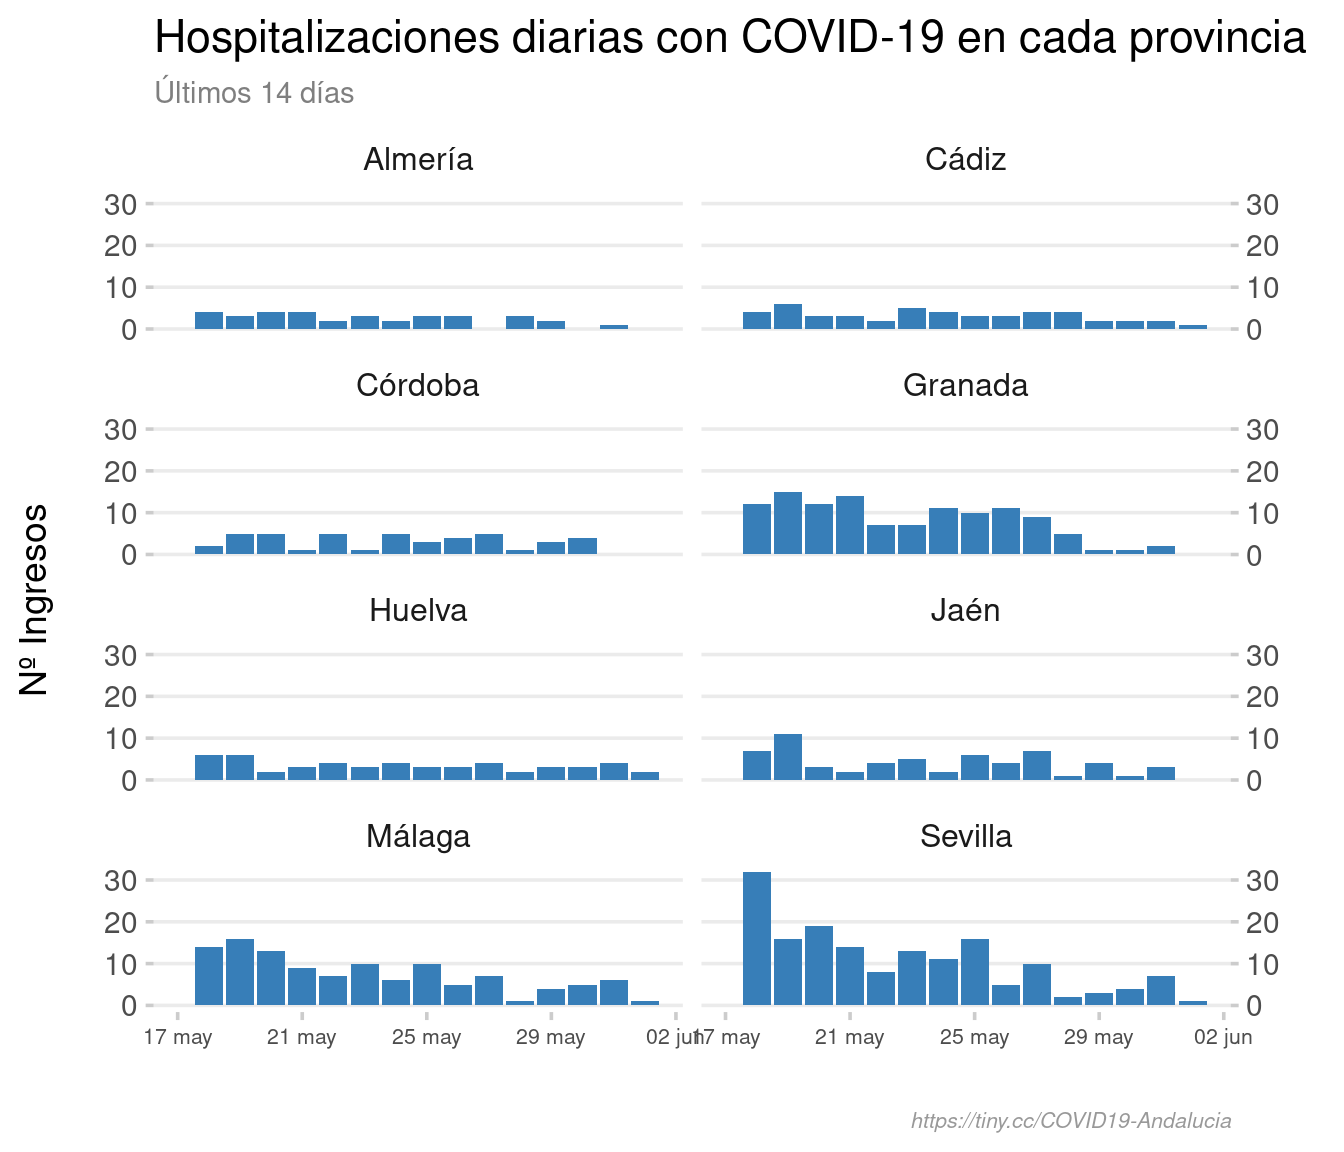 Hospitalizaciones diarias con COVID-19 en cada provincia
Últimos 14 días
Almería
Cádiz
30
20
10
0
30
20
10
0
Córdoba
Granada
30
20
10
0
30
20
10
0
Nº Ingresos
Huelva
Jaén
30
20
10
0
30
20
10
0
Málaga
Sevilla
30
20
10
0
30
20
10
0
17 may 21 may 25 may 29 may 02 jun
17 may 21 may 25 may 29 may 02 jun
https://tiny.cc/COVID19-Andalucia